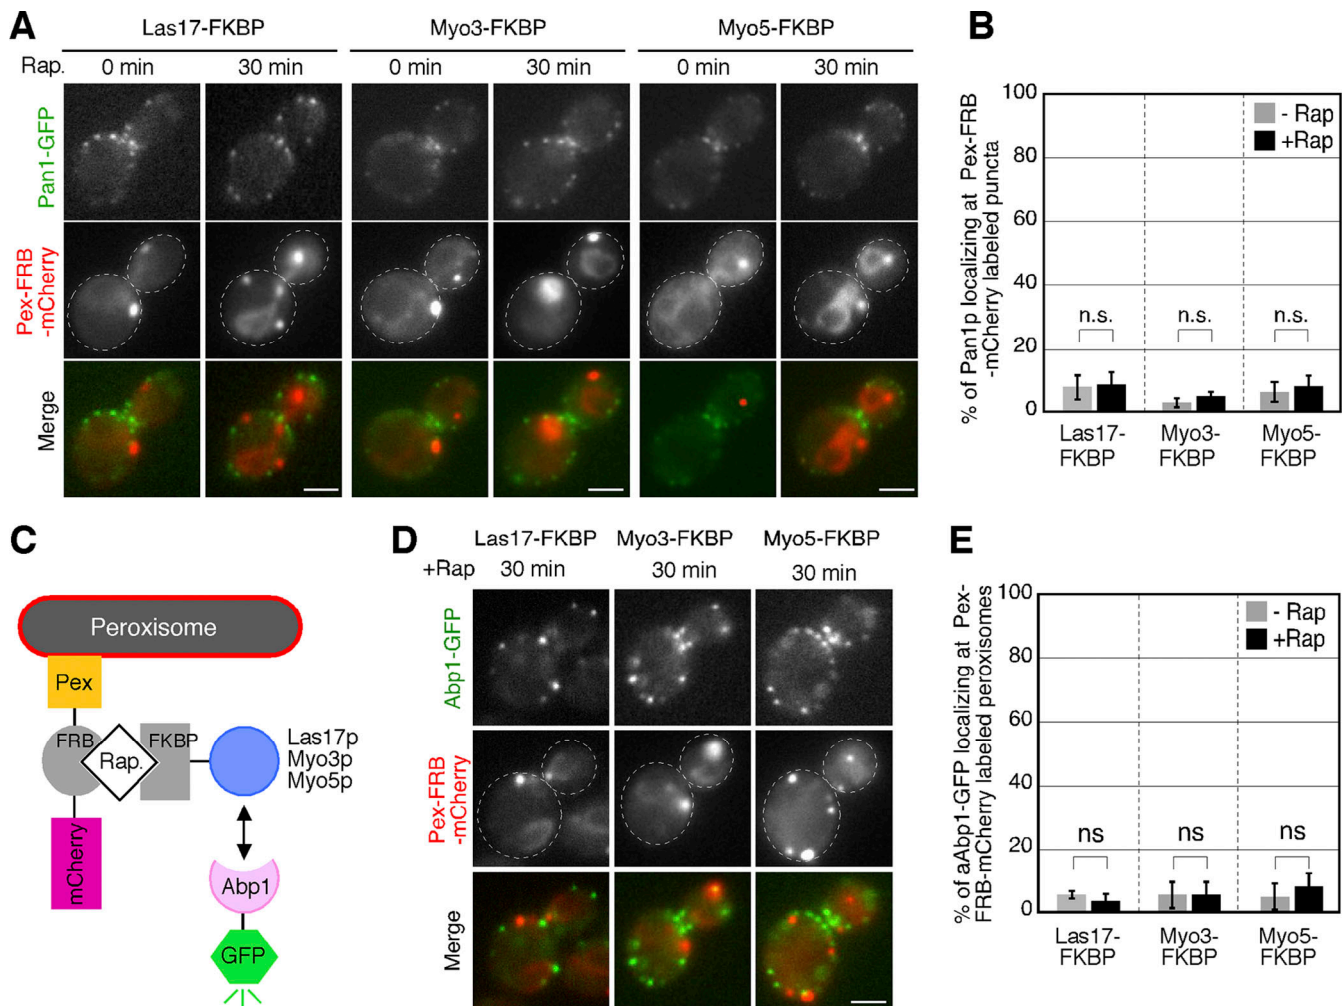 A
Las17-FKBP
Myo3-FKBP
Myo5-FKBP
Rap.
0 min
30 min
0 min
30 min
0 min
30 min
Pan1-GFP
Pex-FRB
-mCherry
Merge
B
% of Pan1p localizing at Pex-FRB
-mCherry labeled puncta
100
80
60
40
20
0
- Rap
+Rap
n.s.
n.s.
n.s.
Las17-
FKBP
Myo3-
FKBP
Myo5-
FKBP
C
Peroxisome
Pex
FRB
Rap.
FKBP
Las17p
Myo3p
Myo5p
mCherry
Abp1
GFP
D
Las17-FKBP
Myo3-FKBP
Myo5-FKBP
+Rap
30 min
30 min
30 min
Abp1-GFP
Pex-FRB
-mCherry
Merge
E
% of aAbp1-GFP localizing at Pex-
FRB-mCherry labeled peroxisomes
100
80
60
40
20
0
- Rap
+Rap
ns
ns
ns
Las17-
FKBP
Myo3-
FKBP
Myo5-
FKBP